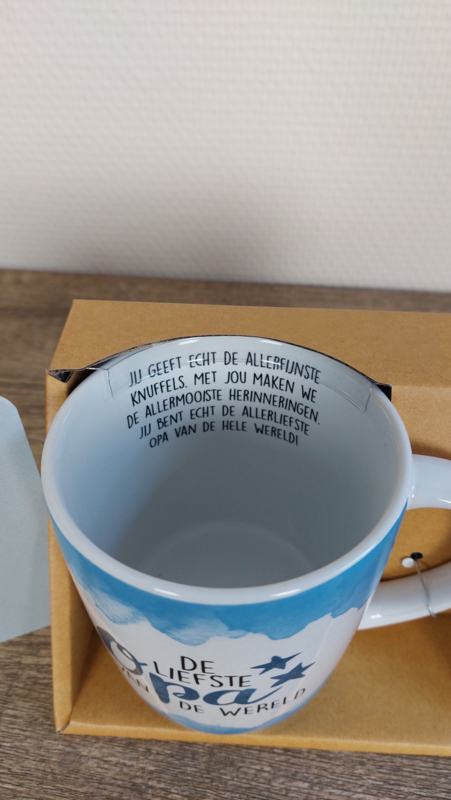 JIJ GEEFT ECHT DE ALLERFIJNSTE
KNUFFELS. MET JOU MAKEN WE
DE ALLERMOOISTE HERINNERINGEN.
JIJ BENT ECHT DE ALLERLIEFSTE
OPA VAN DE HELE WERELD!
DE
LIEFSTE
Opa
VAN DE WERELD